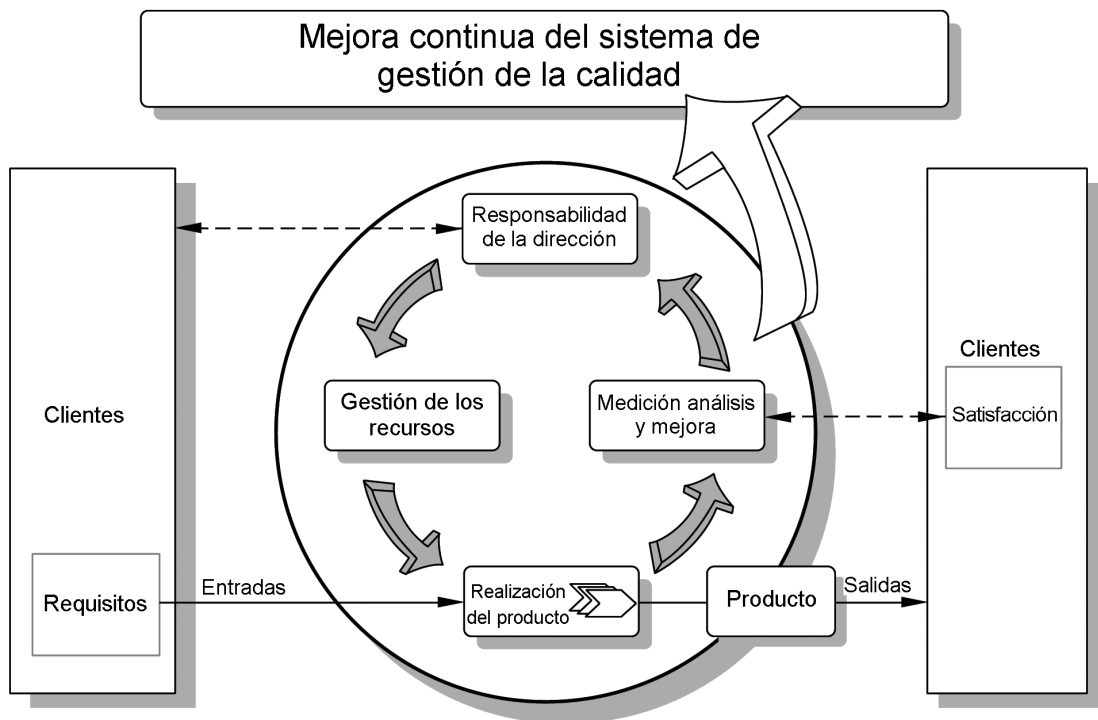 Mejora continua del sistema de
gestión de la calidad
Responsabilidad
de la dirección
Clientes
Gestión de los
recursos
Medición análisis
y mejora
Clientes
Satisfacción
Requisitos
Entradas
Realización
del producto
Producto
Salidas